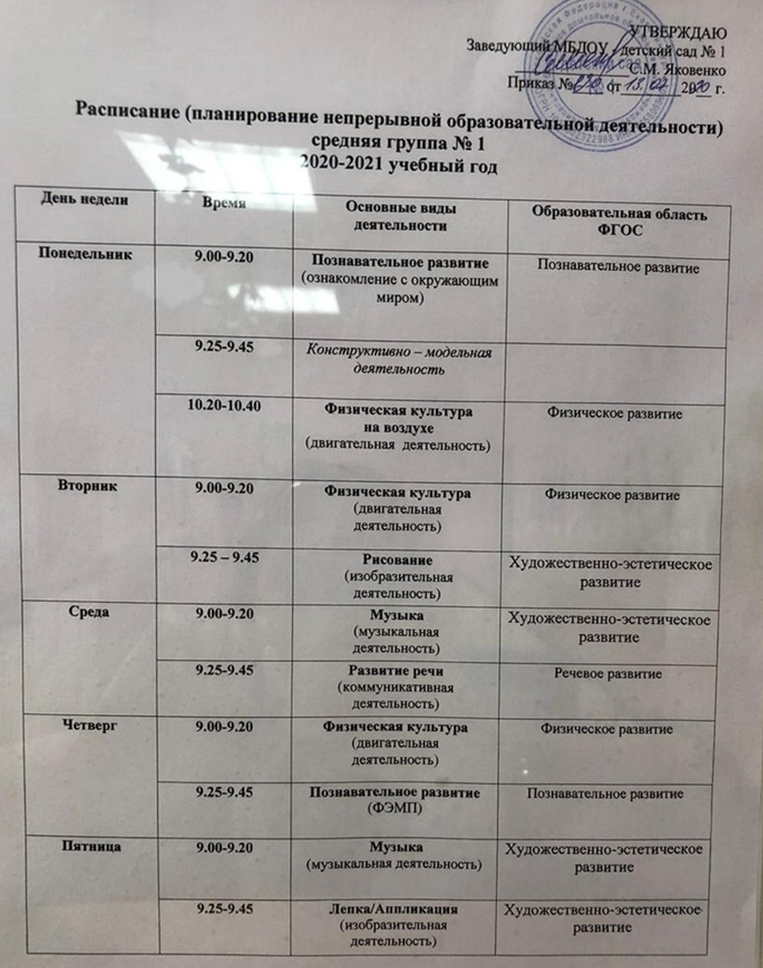 УТВЕРЖДАЮ
Заведующий МБДОУ - детский сад № 1
С.М. Яковенко
Приказ № от 13.07 2020 г.
Расписание (планирование непрерывной образовательной деятельности)
средняя группа № 1
2020-2021 учебный год
День недели Время Основные виды деятельности Образовательная область ФГОС
Понедельник 9.00-9.20 Познавательное развитие Познавательное развитие
(ознакомление с окружающим
миром)
9.25-9.45 Конструктивно – модельная
деятельность
10.20-10.40 Физическая культура Физическое развитие
на воздухе
(двигательная деятельность)
Вторник 9.00-9.20 Физическая культура Физическое развитие
(двигательная
деятельность)
9.25 – 9.45 Рисование Художественно-эстетическое
(изобразительная развитие
деятельность)
Среда 9.00-9.20 Музыка Художественно-эстетическое
(музыкальная развитие
деятельность)
9.25-9.45 Развитие речи Речевое развитие
(коммуникативная
деятельность)
Четверг 9.00-9.20 Физическая культура Физическое развитие
(двигательная
деятельность)
9.25-9.45 Познавательное развитие Познавательное развитие
(ФЭМП)
Пятница 9.00-9.20 Музыка Художественно-эстетическое
(музыкальная деятельность) развитие
9.25-9.45 Лепка/Аппликация Художественно-эстетическое
(изобразительная развитие
деятельность)